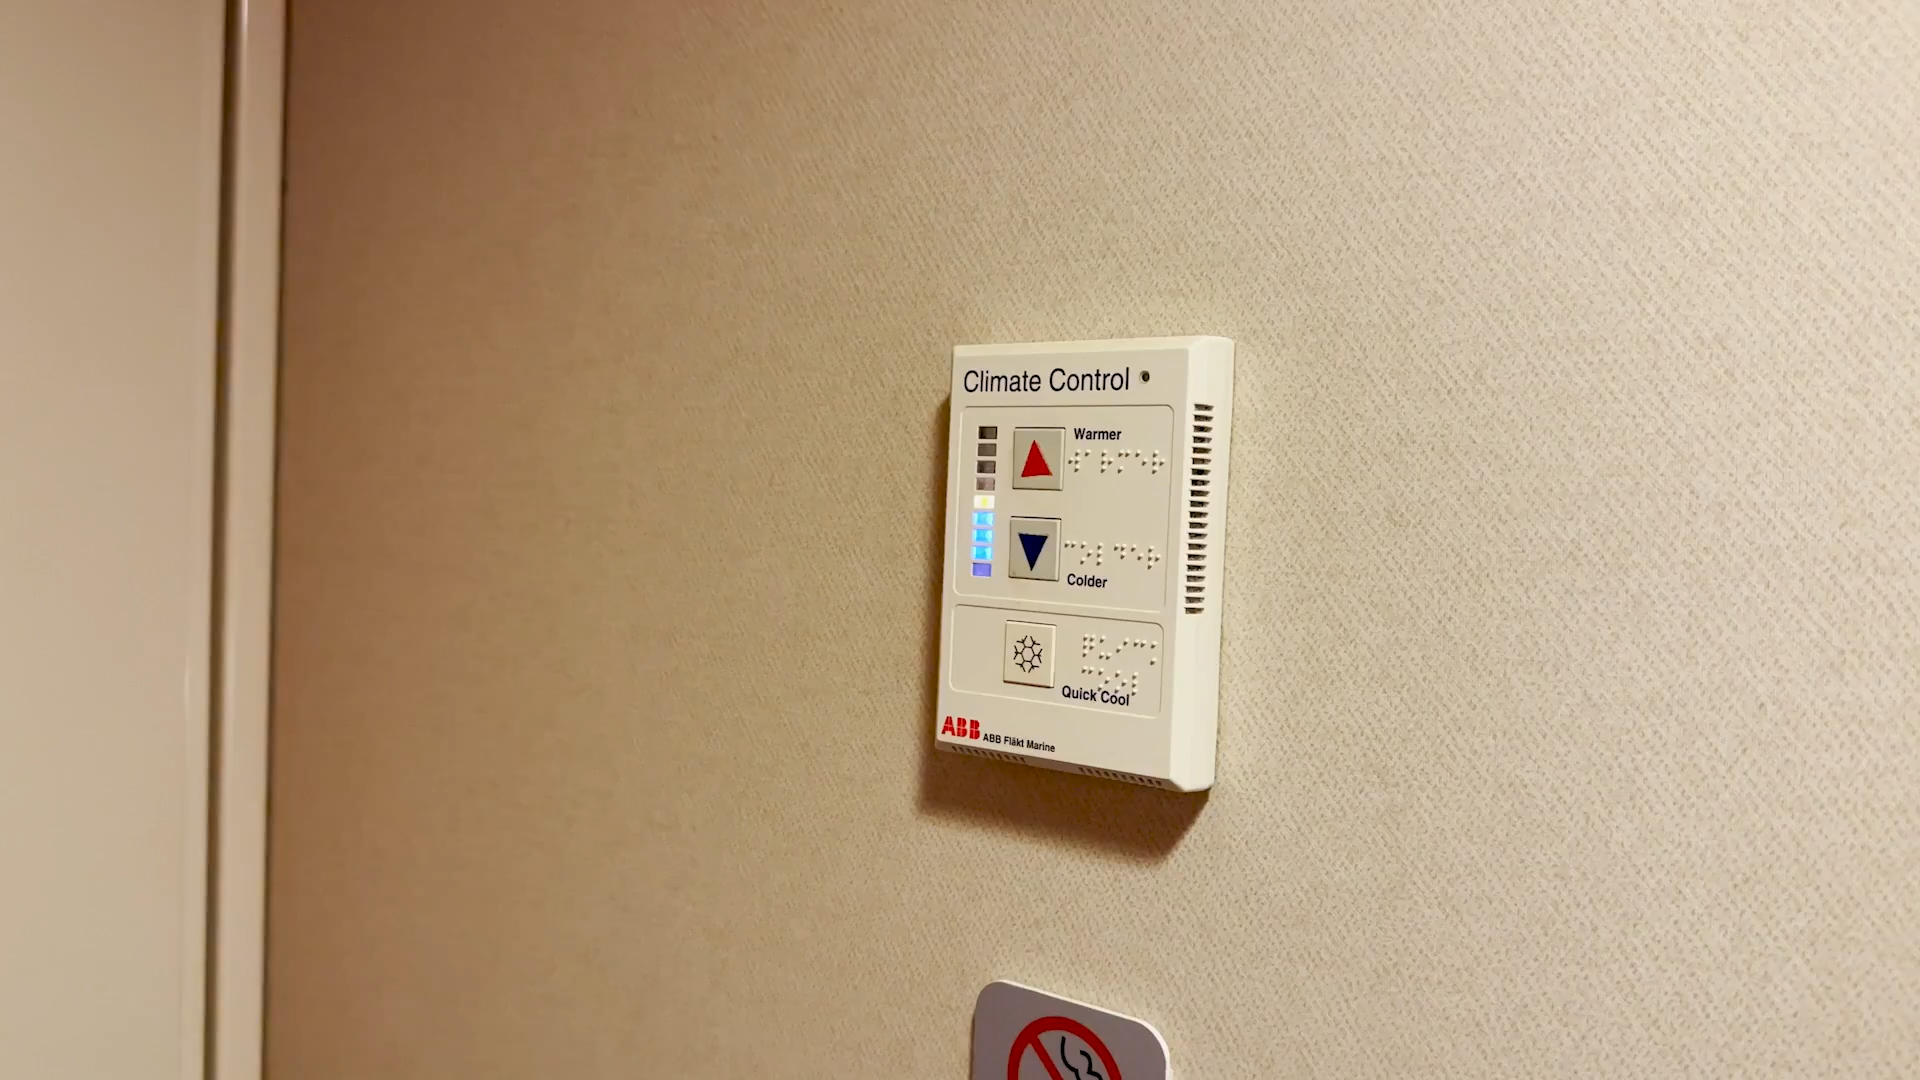 Climate Control
Warmer
Colder
Quick Cool
ABB ABB Fläkt Marine